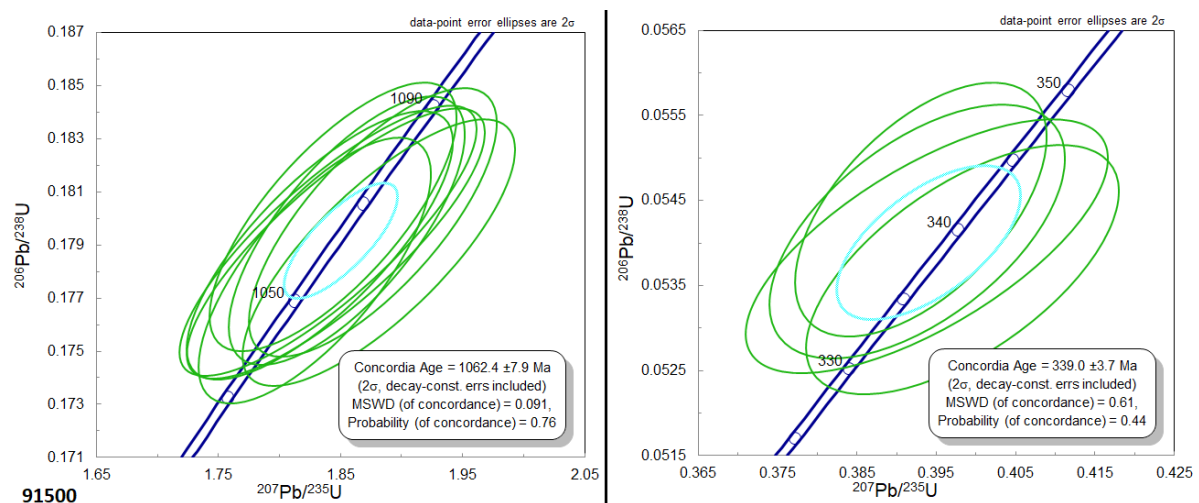 data-point error ellipses are 2σ
0.187
0.185
0.183
0.181
0.179
0.177
0.175
0.173
0.171
²⁰⁶Pb/²³⁸U
1090
1050
Concordia Age = 1062.4 ±7.9 Ma
(2σ, decay-const. errs included)
MSWD (of concordance) = 0.091,
Probability (of concordance) = 0.76
1.65 1.75 1.85 1.95 2.05
²⁰⁷Pb/²³⁵U
91500
data-point error ellipses are 2σ
0.0565
0.0555
0.0545
0.0535
0.0525
0.0515
²⁰⁶Pb/²³⁸U
350
340
330
Concordia Age = 339.0 ±3.7 Ma
(2σ, decay-const. errs included)
MSWD (of concordance) = 0.61,
Probability (of concordance) = 0.44
0.365 0.375 0.385 0.395 0.405 0.415 0.425
²⁰⁷Pb/²³⁵U